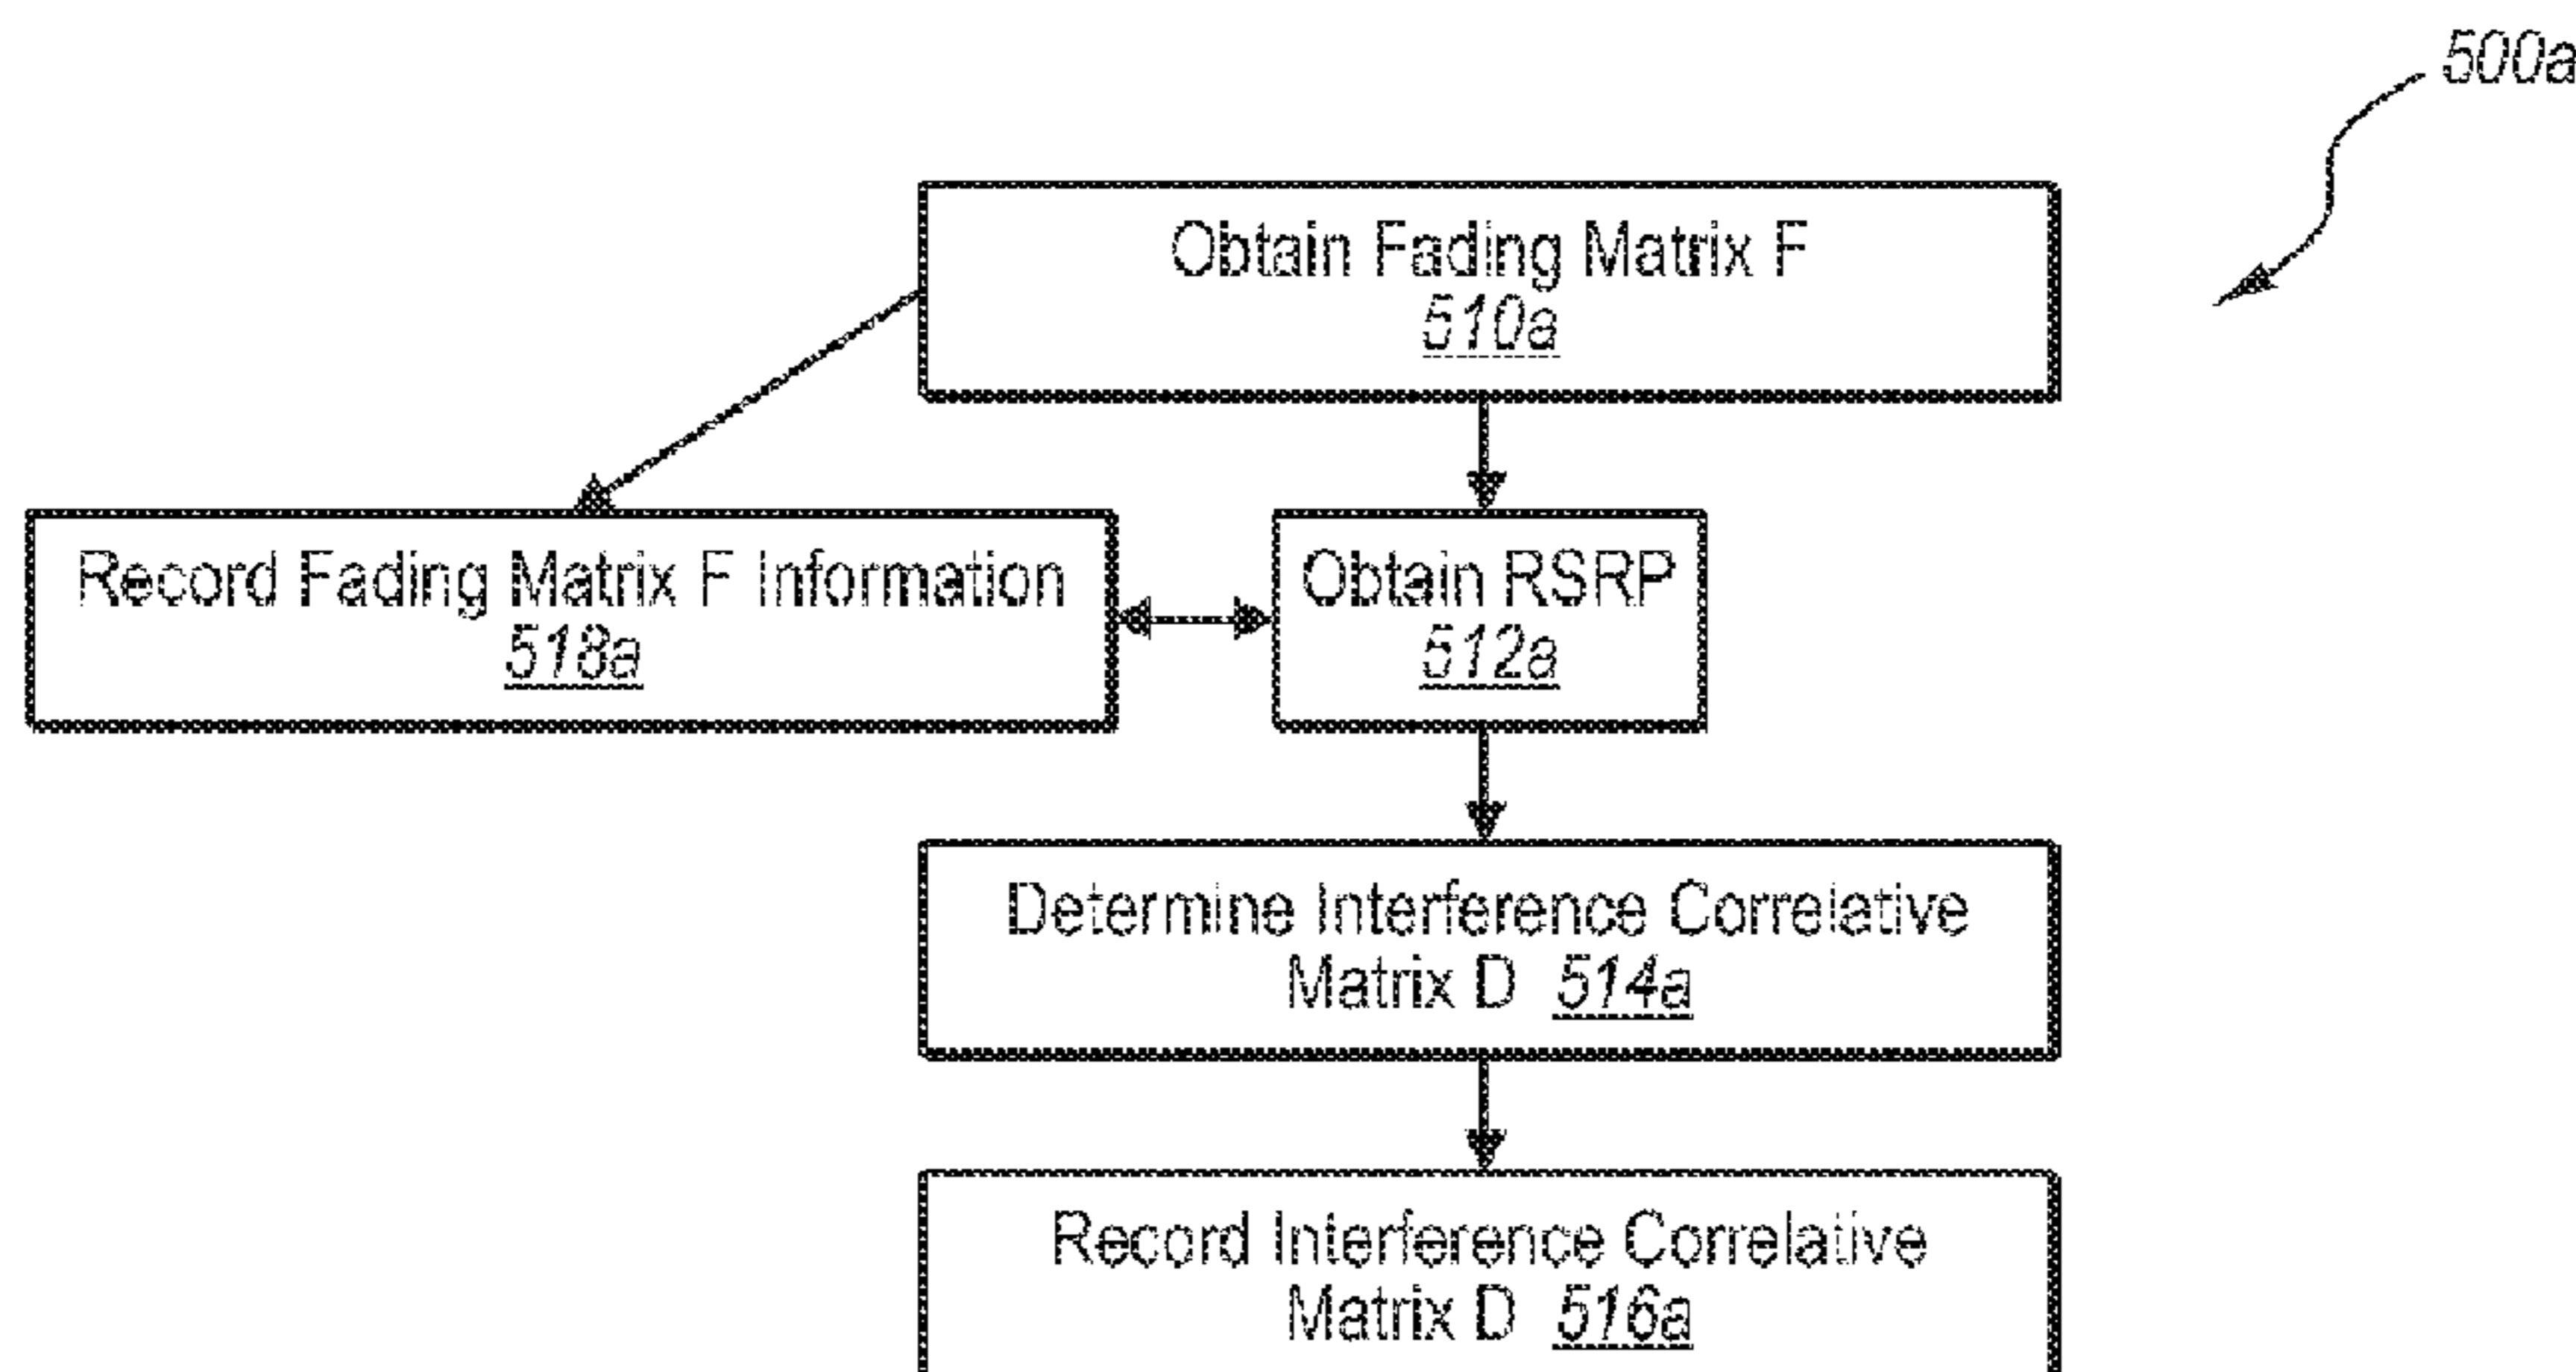 500a
Obtain Fading Matrix F
510a
Record Fading Matrix F Information
518a
Obtain RSRP
512a
Determine Interference Correlative
Matrix D 514a
Record Interference Correlative
Matrix D 516a